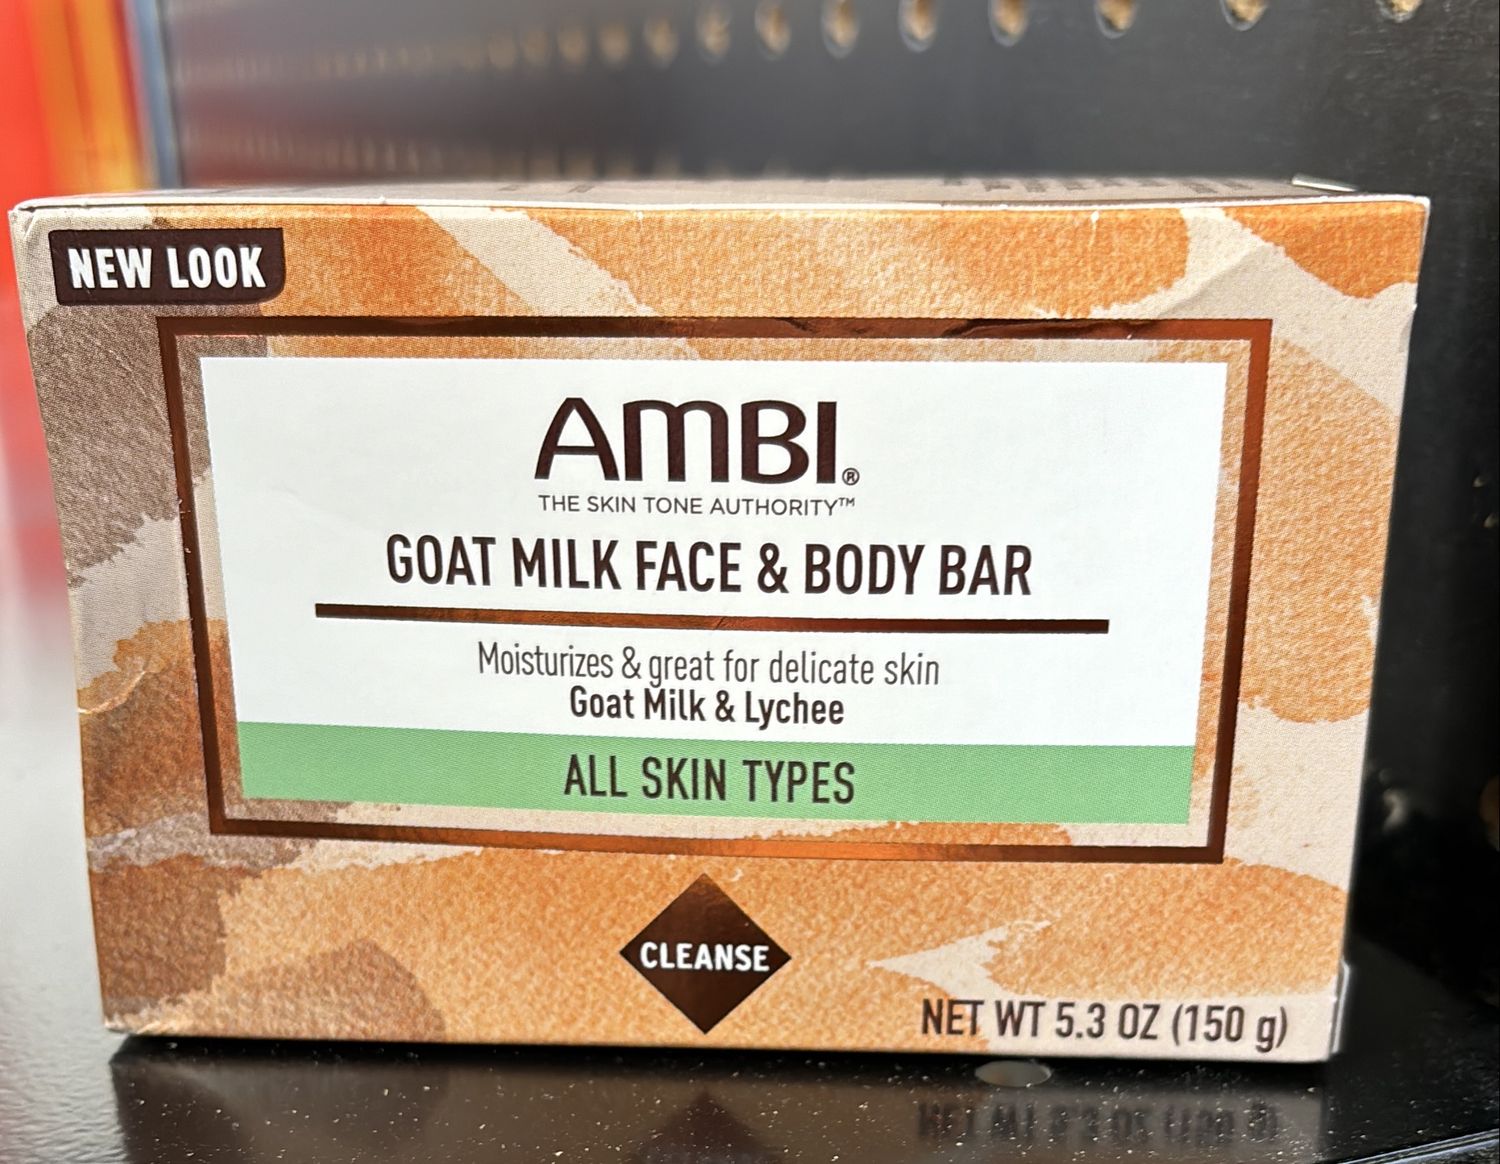 NEW LOOK
AMBI®
THE SKIN TONE AUTHORITY™
GOAT MILK FACE & BODY BAR
Moisturizes & great for delicate skin
Goat Milk & Lychee
ALL SKIN TYPES
CLEANSE
NET WT 5.3 OZ (150 g)